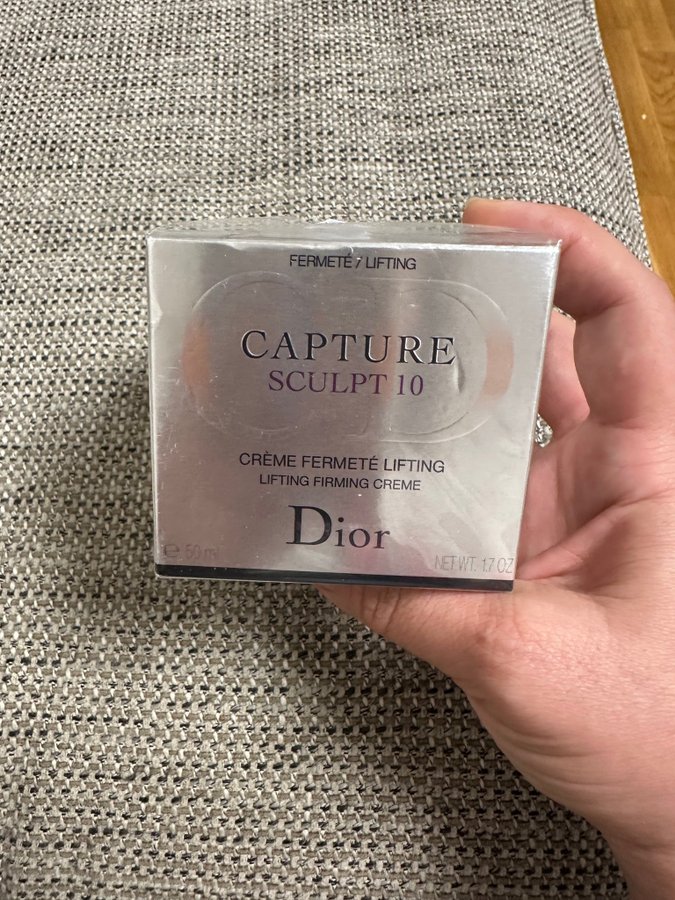 FERMETÉ / LIFTING
CAPTURE
SCULPT 10
CRÈME FERMETÉ LIFTING
LIFTING FIRMING CREME
Dior
℮ 50 ml
NET WT. 1.7 OZ